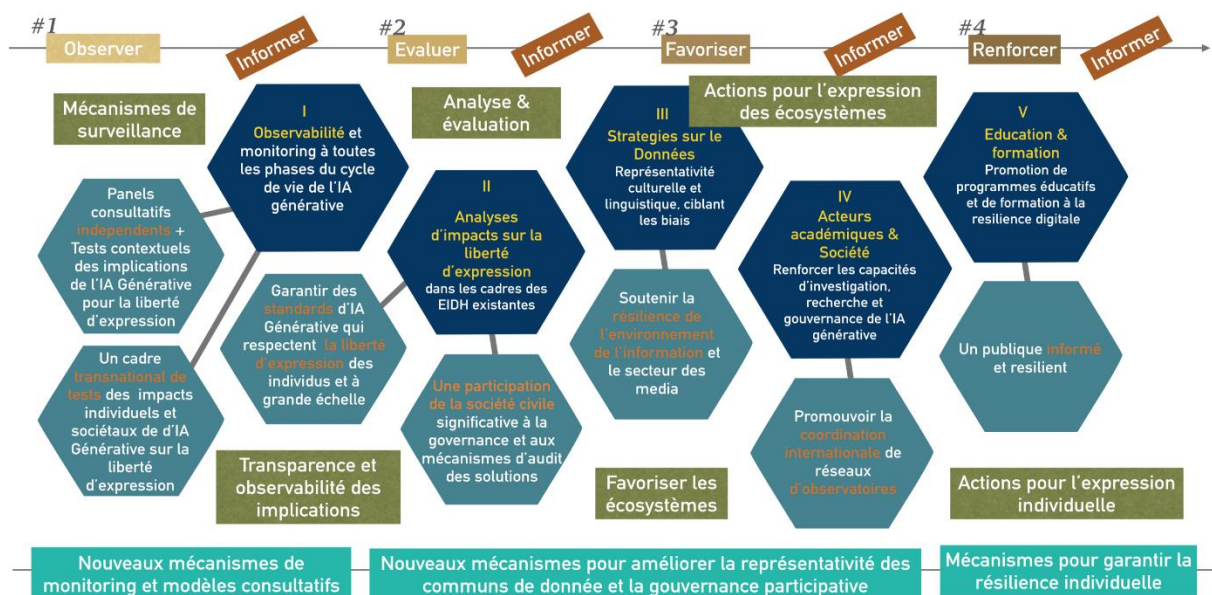 #1
Observer
Informer
#2
Evaluer
Informer
#3
Favoriser
Informer
#4
Renforcer
Informer
Mécanismes de
surveillance
I
Observabilité et
monitoring à toutes
les phases du cycle
de vie de l'IA
générative
Panels
consultatifs
independents +
Tests contextuels
des implications
de l'IA Générative
pour la liberté
d'expression
Un cadre
transnational de
tests des impacts
individuels et
sociétaux de d'IA
Générative sur la
liberté
d'expression
Analyse &
évaluation
II
Analyses
d'impacts sur la
liberté
d'expression
dans les cadres des
EIDH existantes
Garantir des
standards d'IA
Générative qui
respectent la liberté
d'expression des
individus et à
grande échelle
Une participation
de la société civile
significative à la
governance et aux
mécanismes d'audit
des solutions
Transparence et
observabilité des
implications
Actions pour l'expression
des écosystèmes
III
Strategies sur le
Données
Représentativité
culturelle et
linguistique, ciblant
les biais
Soutenir la
résilience de
l'environnement
de l'information et
le secteur des
media
IV
Acteurs
académiques &
Société
Renforcer les capacités
d'investigation,
recherche et
gouvernance de l'IA
générative
Promouvoir la
coordination
internationale de
réseaux
d'observatoires
Favoriser les
écosystèmes
V
Education &
formation
Promotion de
programmes éducatifs
et de formation à la
resilience digitale
Un publique informé
et resilient
Actions pour l'expression
individuelle
Nouveaux mécanismes de
monitoring et modèles consultatifs
Nouveaux mécanismes pour améliorer la représentativité des
communs de donnée et la gouvernance participative
Mécanismes pour garantir la
résilience individuelle